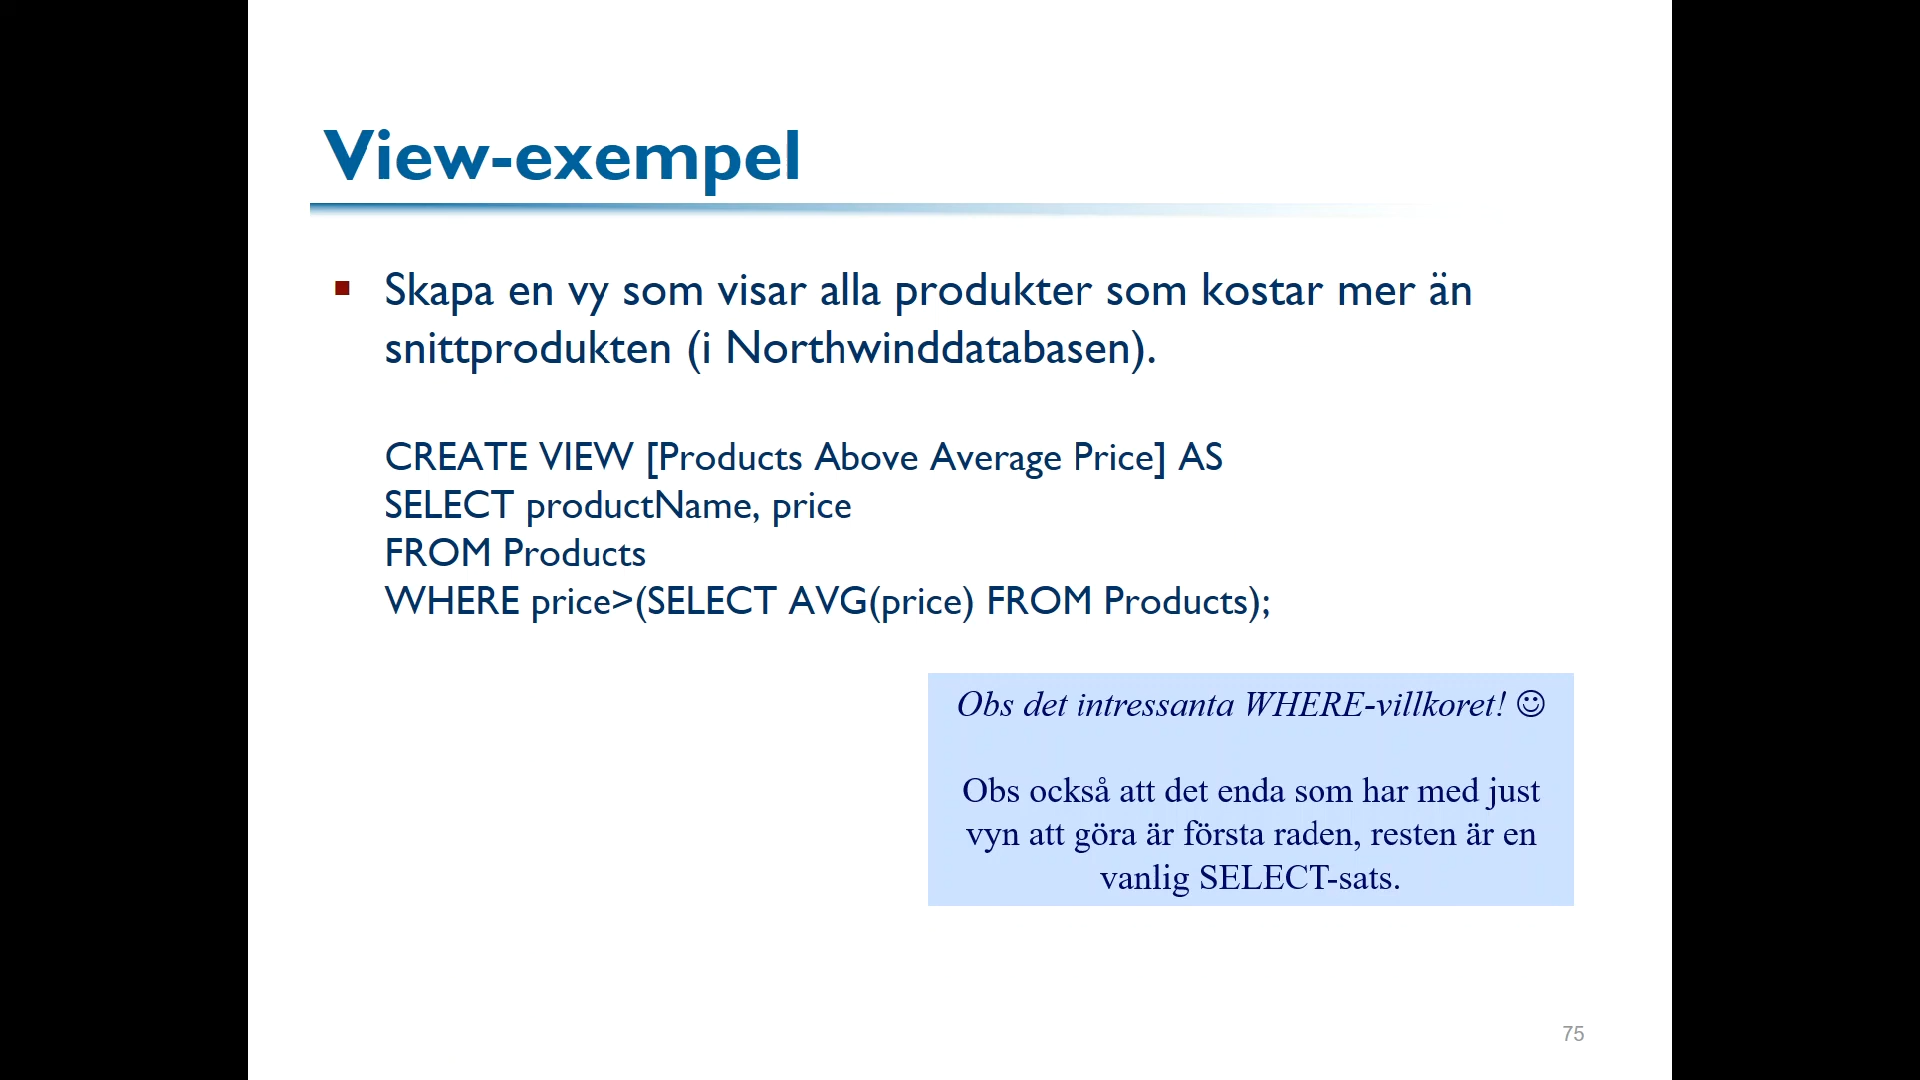 View-exempel
▪ Skapa en vy som visar alla produkter som kostar mer än
snittprodukten (i Northwinddatabasen).
CREATE VIEW [Products Above Average Price] AS
SELECT productName, price
FROM Products
WHERE price>(SELECT AVG(price) FROM Products);
Obs det intressanta WHERE-villkoret! ☺
Obs också att det enda som har med just
vyn att göra är första raden, resten är en
vanlig SELECT-sats.
75